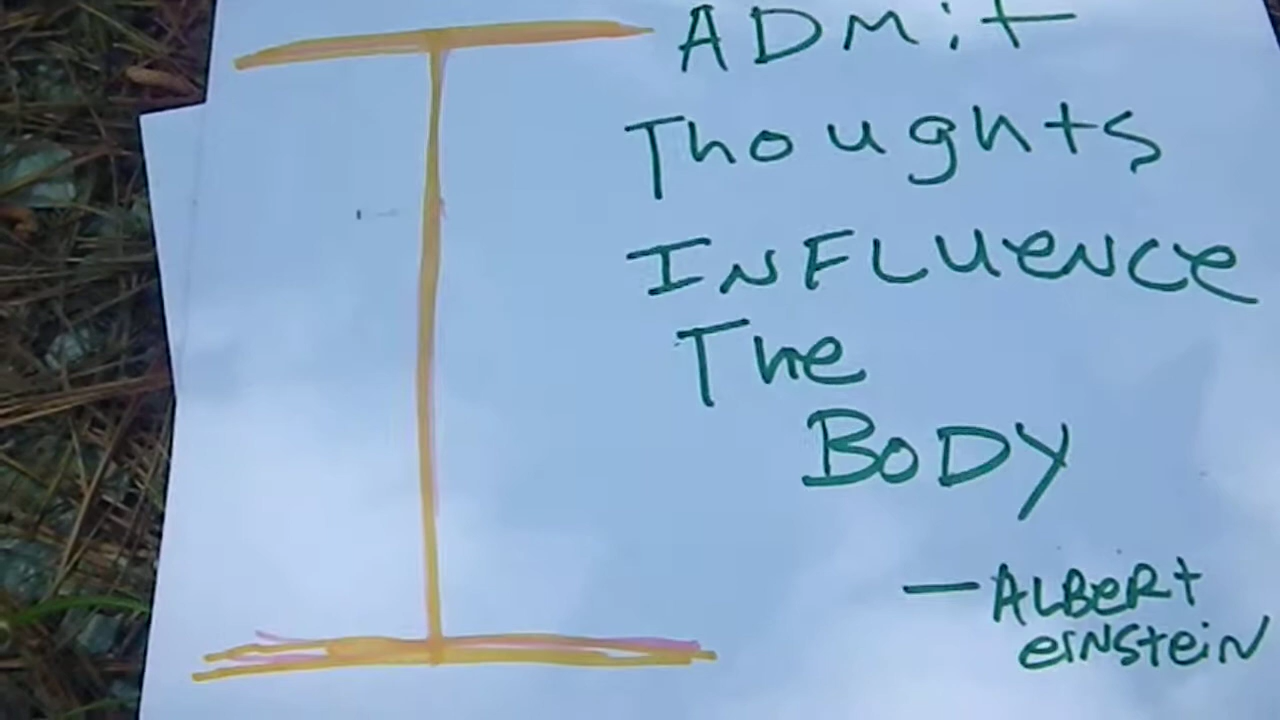 I ADMit
Thoughts
INFLUENCE
The
BODY
— ALBERt
EINStEiN